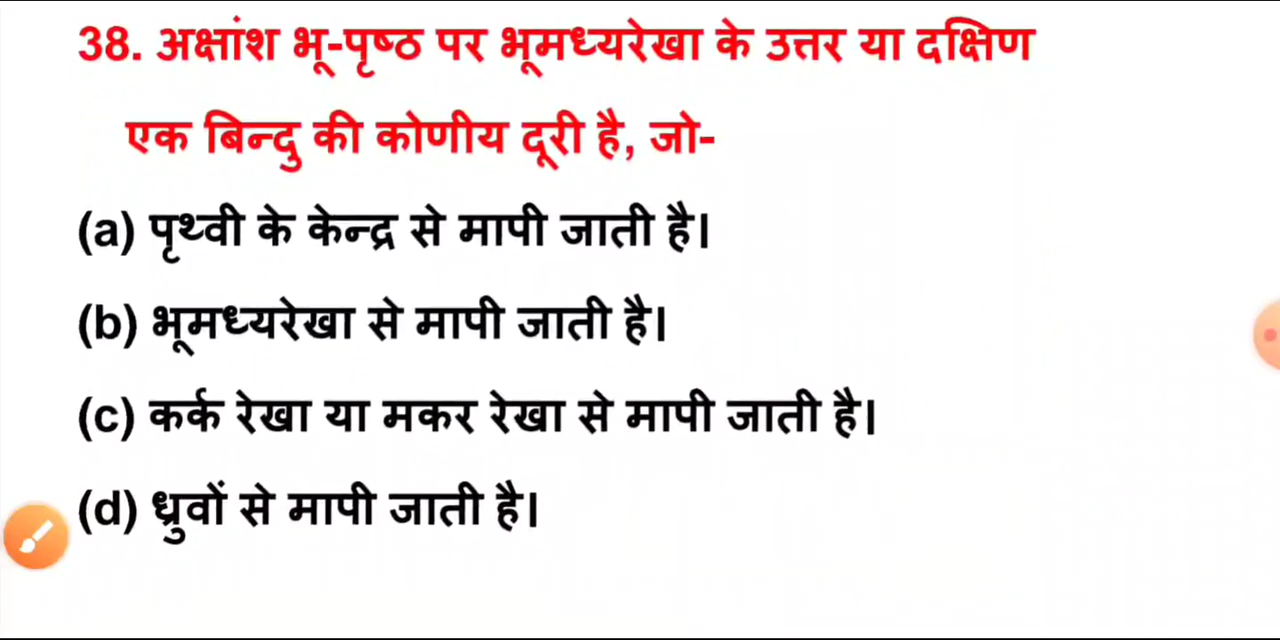 38. अक्षांश भू-पृष्ठ पर भूमध्यरेखा के उत्तर या दक्षिण
एक बिन्दु की कोणीय दूरी है, जो-
(a) पृथ्वी के केन्द्र से मापी जाती है।
(b) भूमध्यरेखा से मापी जाती है।
(c) कर्क रेखा या मकर रेखा से मापी जाती है।
(d) ध्रुवों से मापी जाती है।